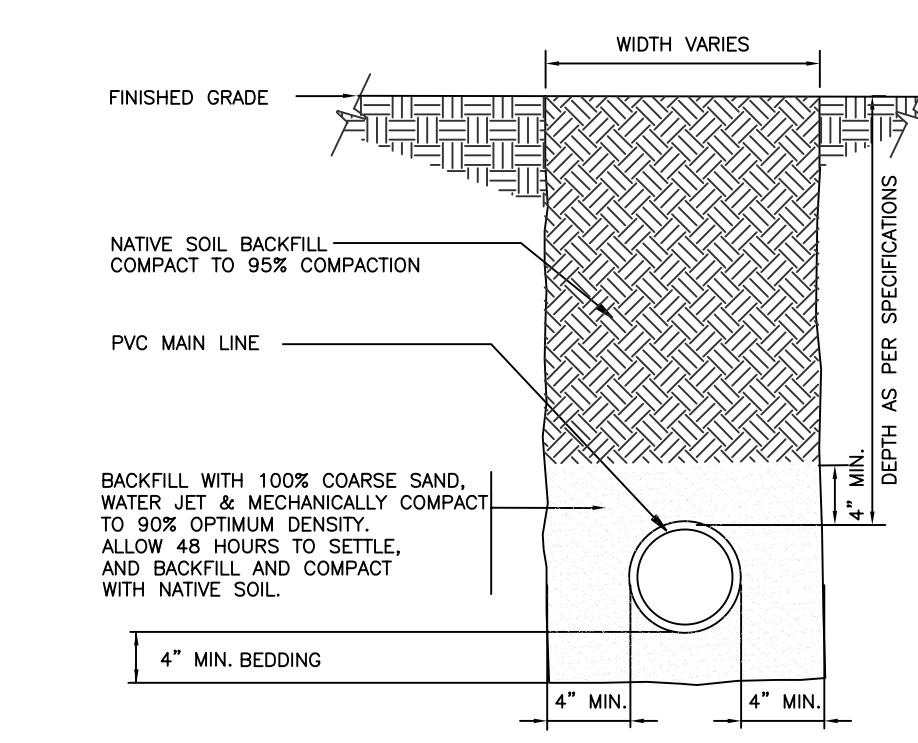 WIDTH VARIES
FINISHED GRADE
NATIVE SOIL BACKFILL
COMPACT TO 95% COMPACTION
DEPTH AS PER SPECIFICATIONS
PVC MAIN LINE
4" MIN.
BACKFILL WITH 100% COARSE SAND,
WATER JET & MECHANICALLY COMPACT
TO 90% OPTIMUM DENSITY.
ALLOW 48 HOURS TO SETTLE,
AND BACKFILL AND COMPACT
WITH NATIVE SOIL.
4" MIN. BEDDING
4" MIN.
4" MIN.